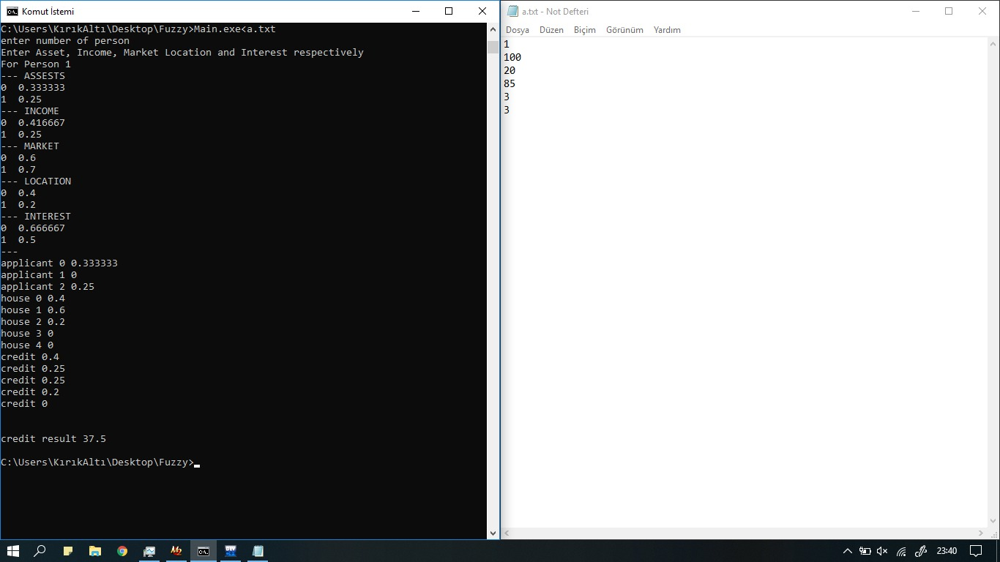 Komut İstemi
C:\Users\KırıkAltı\Desktop\Fuzzy>Main.exe<a.txt
enter number of person
Enter Asset, Income, Market Location and Interest respectively
For Person 1
--- ASSESTS
0  0.333333
1  0.25
--- INCOME
0  0.416667
1  0.25
--- MARKET
0  0.6
1  0.7
--- LOCATION
0  0.4
1  0.2
--- INTEREST
0  0.666667
1  0.5
---
applicant 0 0.333333
applicant 1 0
applicant 2 0.25
house 0 0.4
house 1 0.6
house 2 0.2
house 3 0
house 4 0
credit 0.4
credit 0.25
credit 0.25
credit 0.2
credit 0
credit result 37.5
C:\Users\KırıkAltı\Desktop\Fuzzy>
a.txt - Not Defteri
Dosya Düzen Biçim Görünüm Yardım
1
100
20
85
3
3
23:40